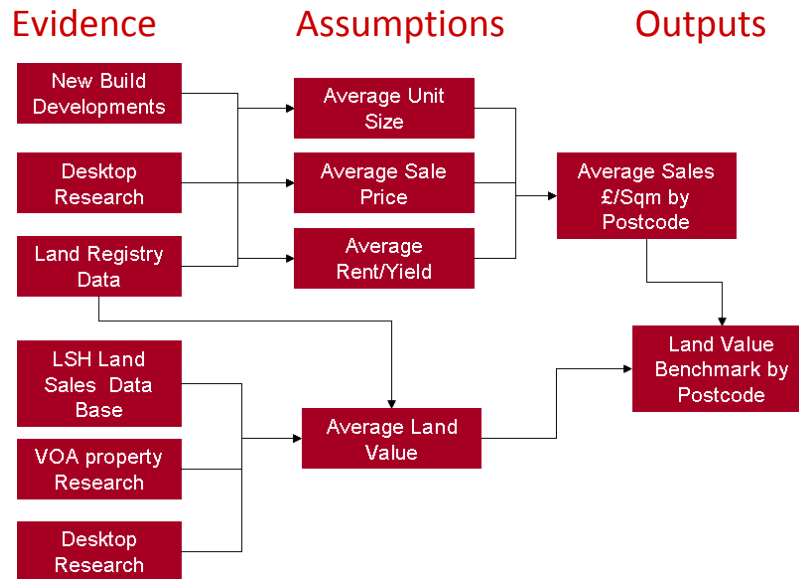 Evidence
Assumptions
Outputs
New Build
Developments
Desktop
Research
Land Registry
Data
LSH Land
Sales Data
Base
VOA property
Research
Desktop
Research
Average Unit
Size
Average Sale
Price
Average
Rent/Yield
Average Land
Value
Average Sales
£/Sqm by
Postcode
Land Value
Benchmark by
Postcode